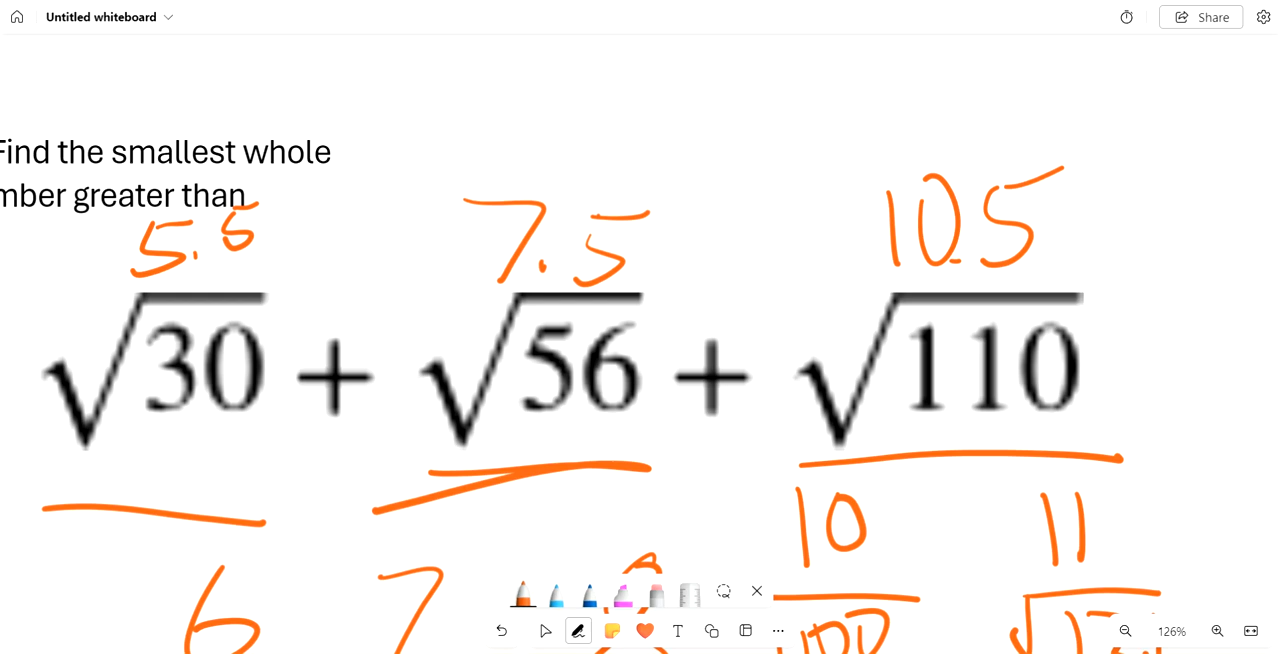 Untitled whiteboard
Share
Find the smallest whole
mber greater than
5.5 7.5 10.5
√30 + √56 + √110
10 11
6 7
100
126%